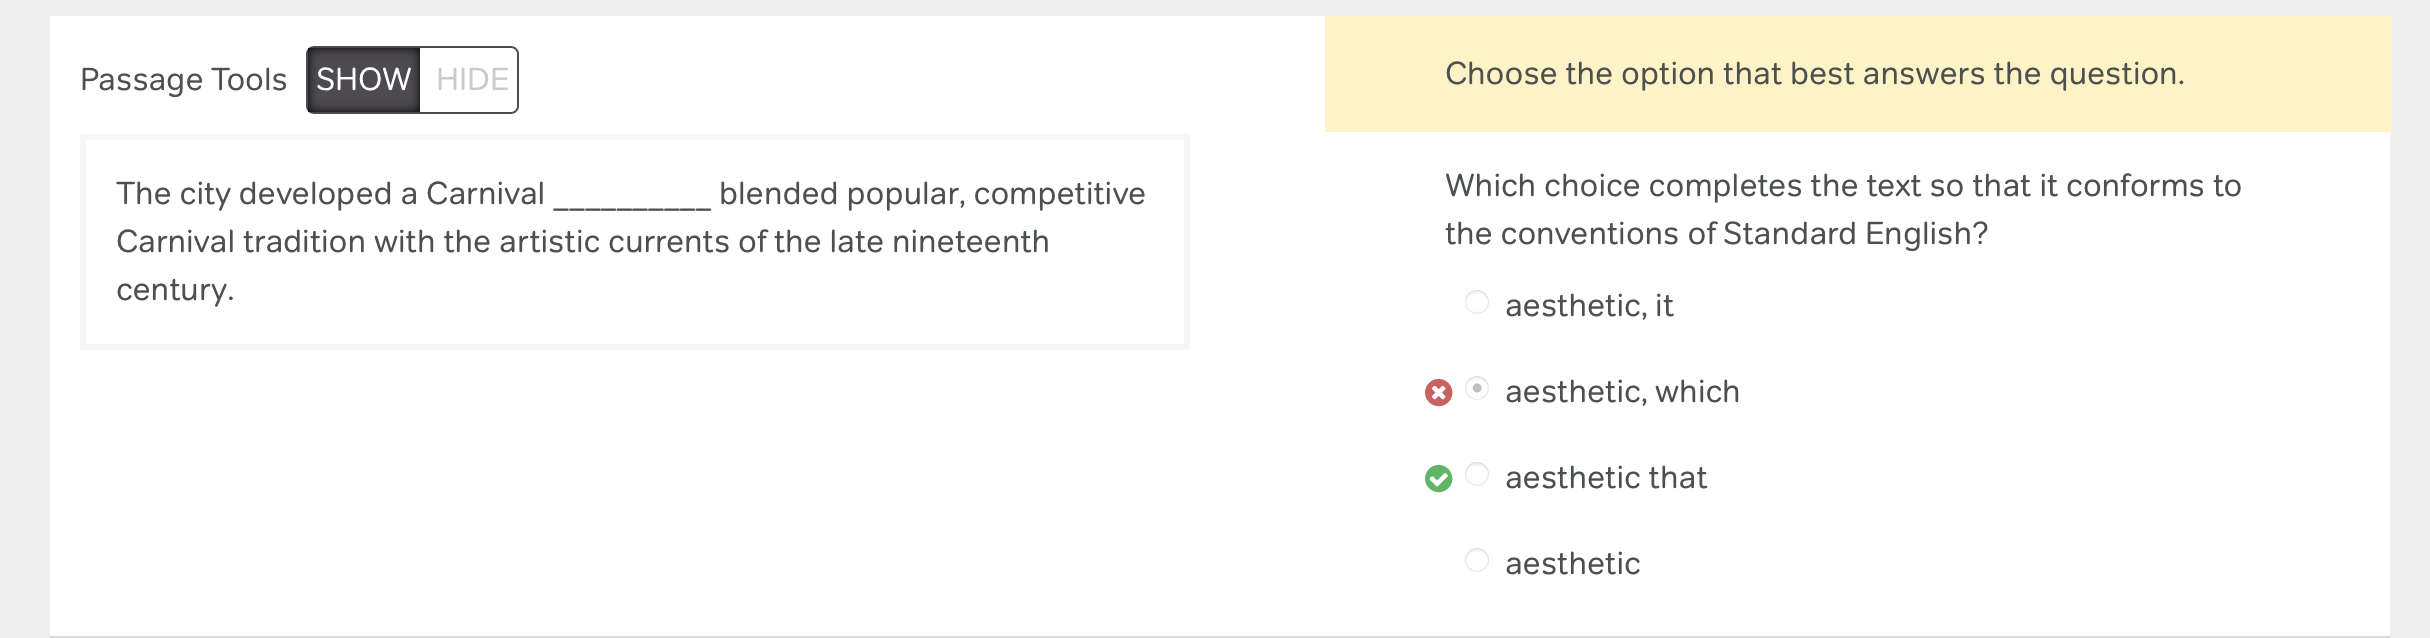 Passage Tools SHOW HIDE
The city developed a Carnival __________ blended popular, competitive
Carnival tradition with the artistic currents of the late nineteenth
century.
Choose the option that best answers the question.
Which choice completes the text so that it conforms to
the conventions of Standard English?
aesthetic, it
aesthetic, which
aesthetic that
aesthetic